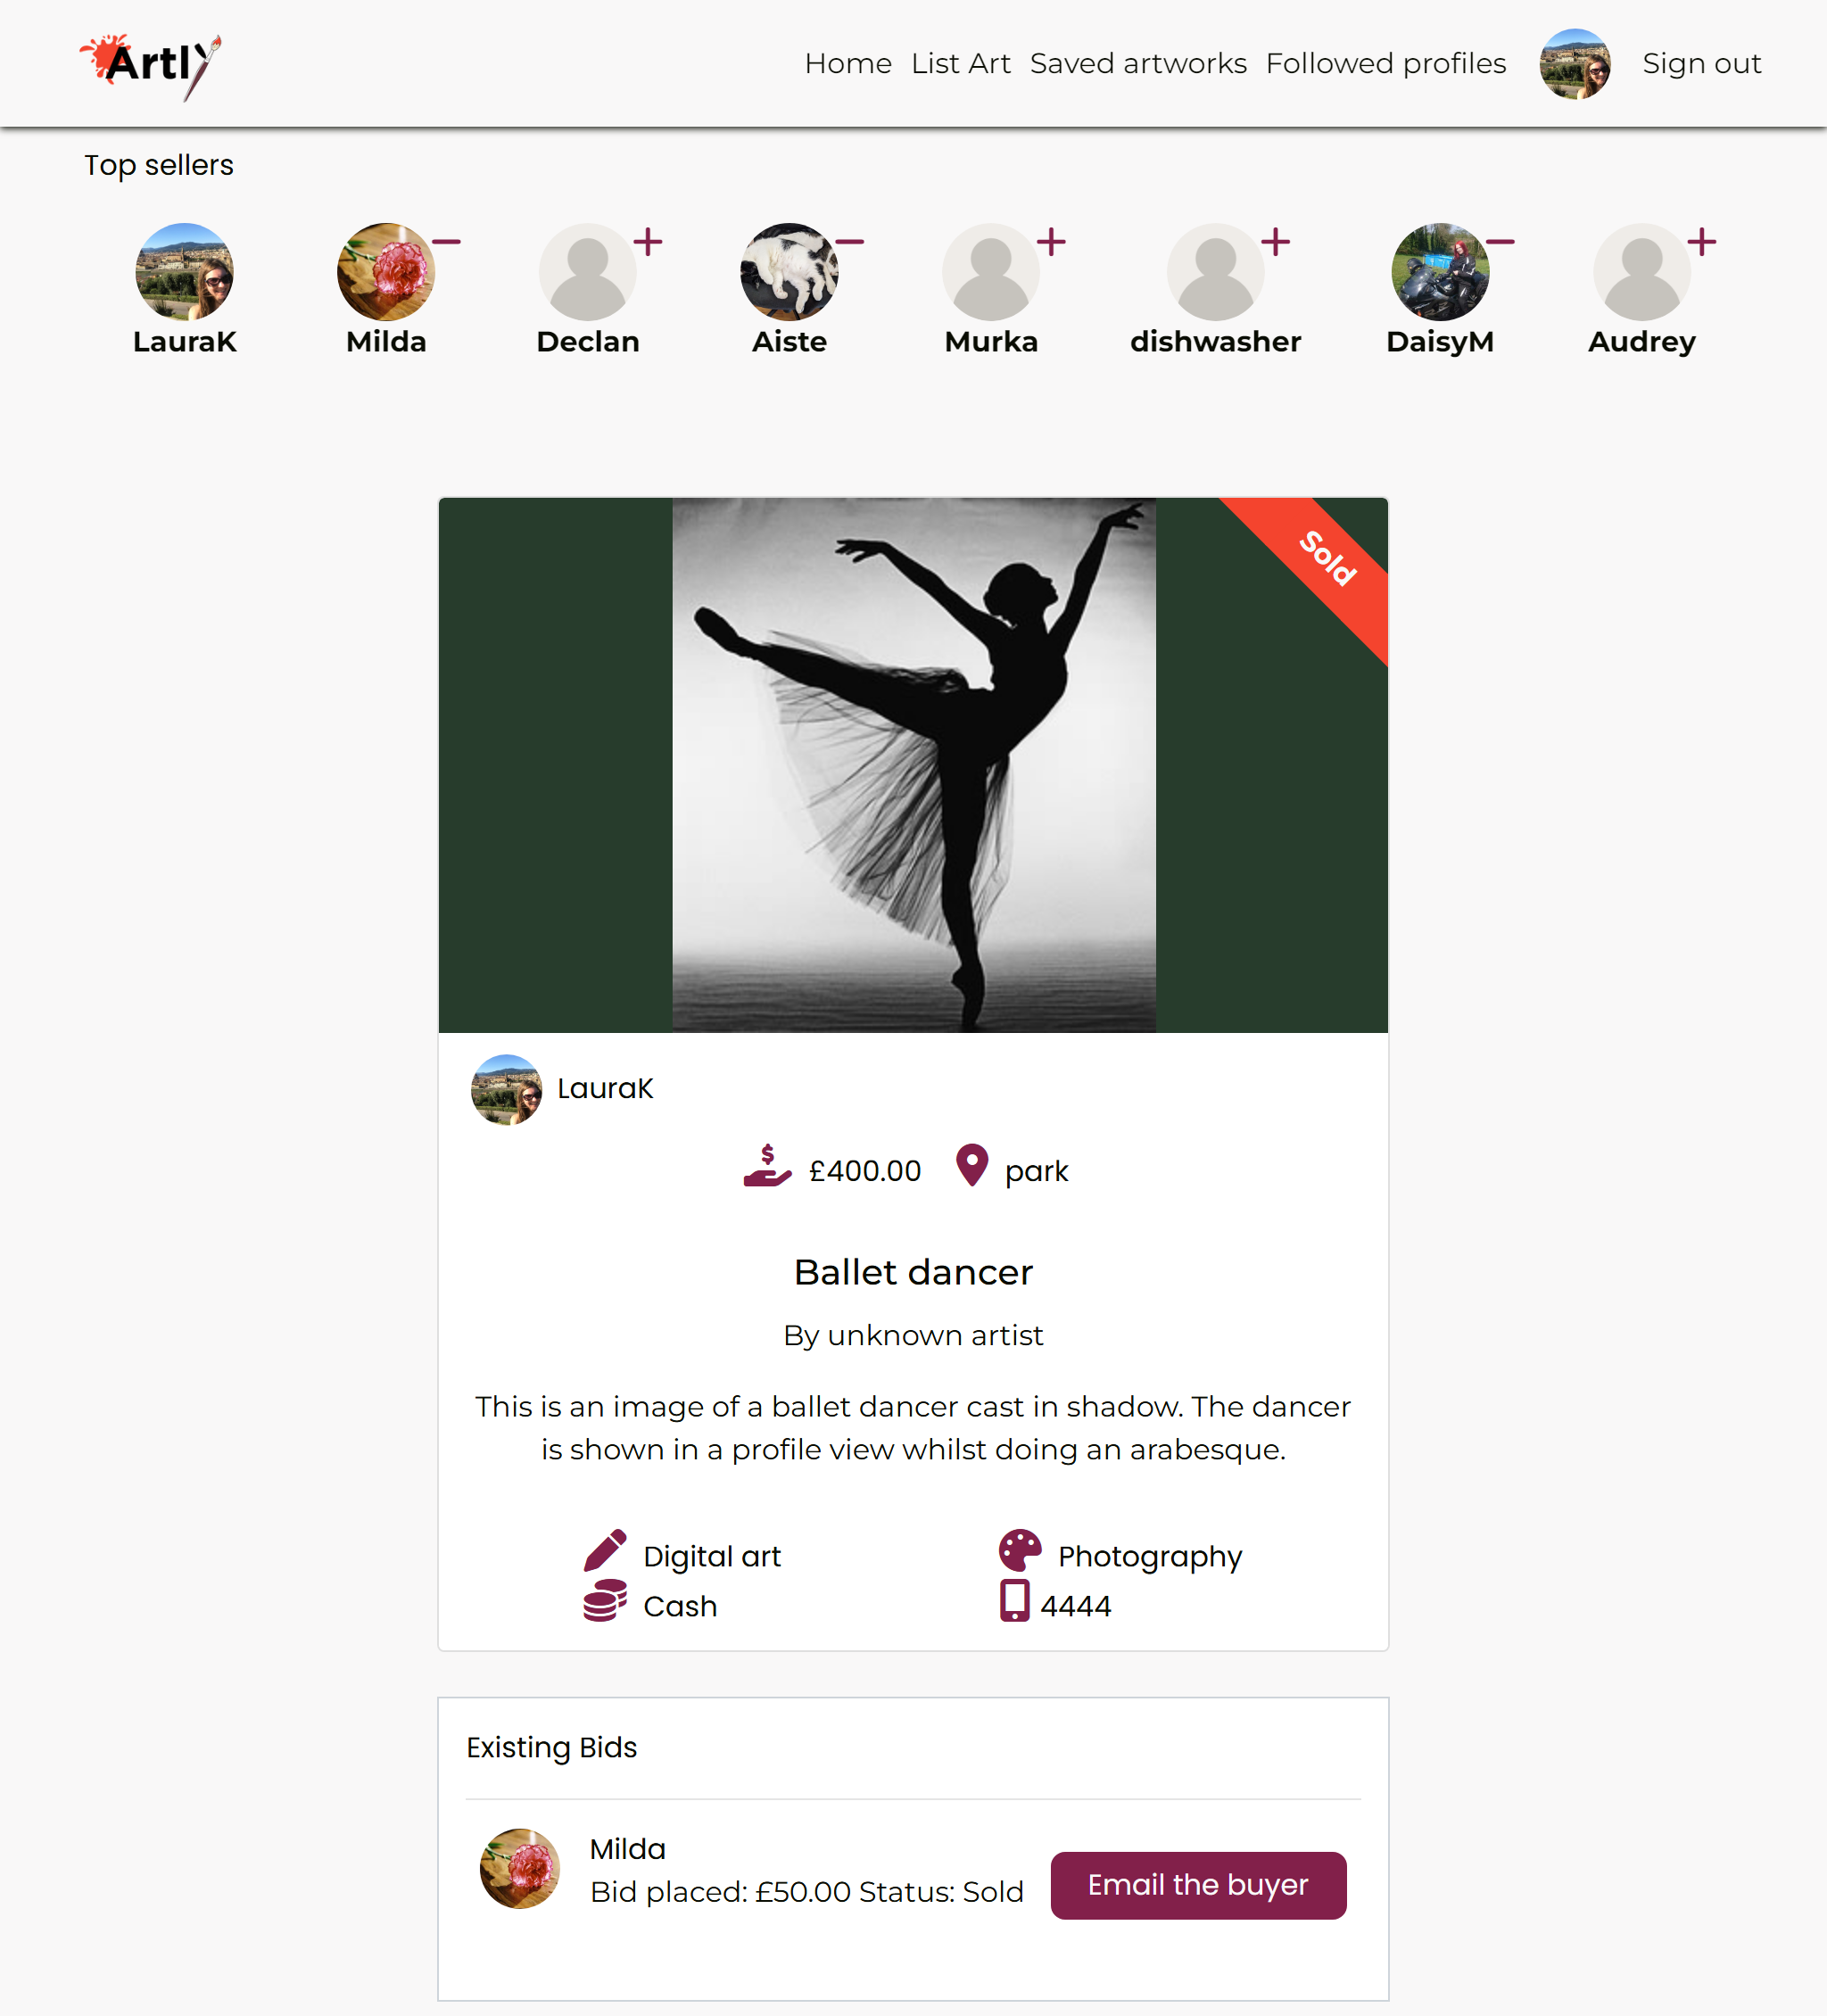 Artly
Home List Art Saved artworks Followed profiles Sign out
Top sellers
LauraK Milda Declan Aiste Murka dishwasher DaisyM Audrey
Sold
LauraK
£400.00 park
Ballet dancer
By unknown artist
This is an image of a ballet dancer cast in shadow. The dancer
is shown in a profile view whilst doing an arabesque.
Digital art Photography
Cash 4444
Existing Bids
Milda
Bid placed: £50.00 Status: Sold
Email the buyer